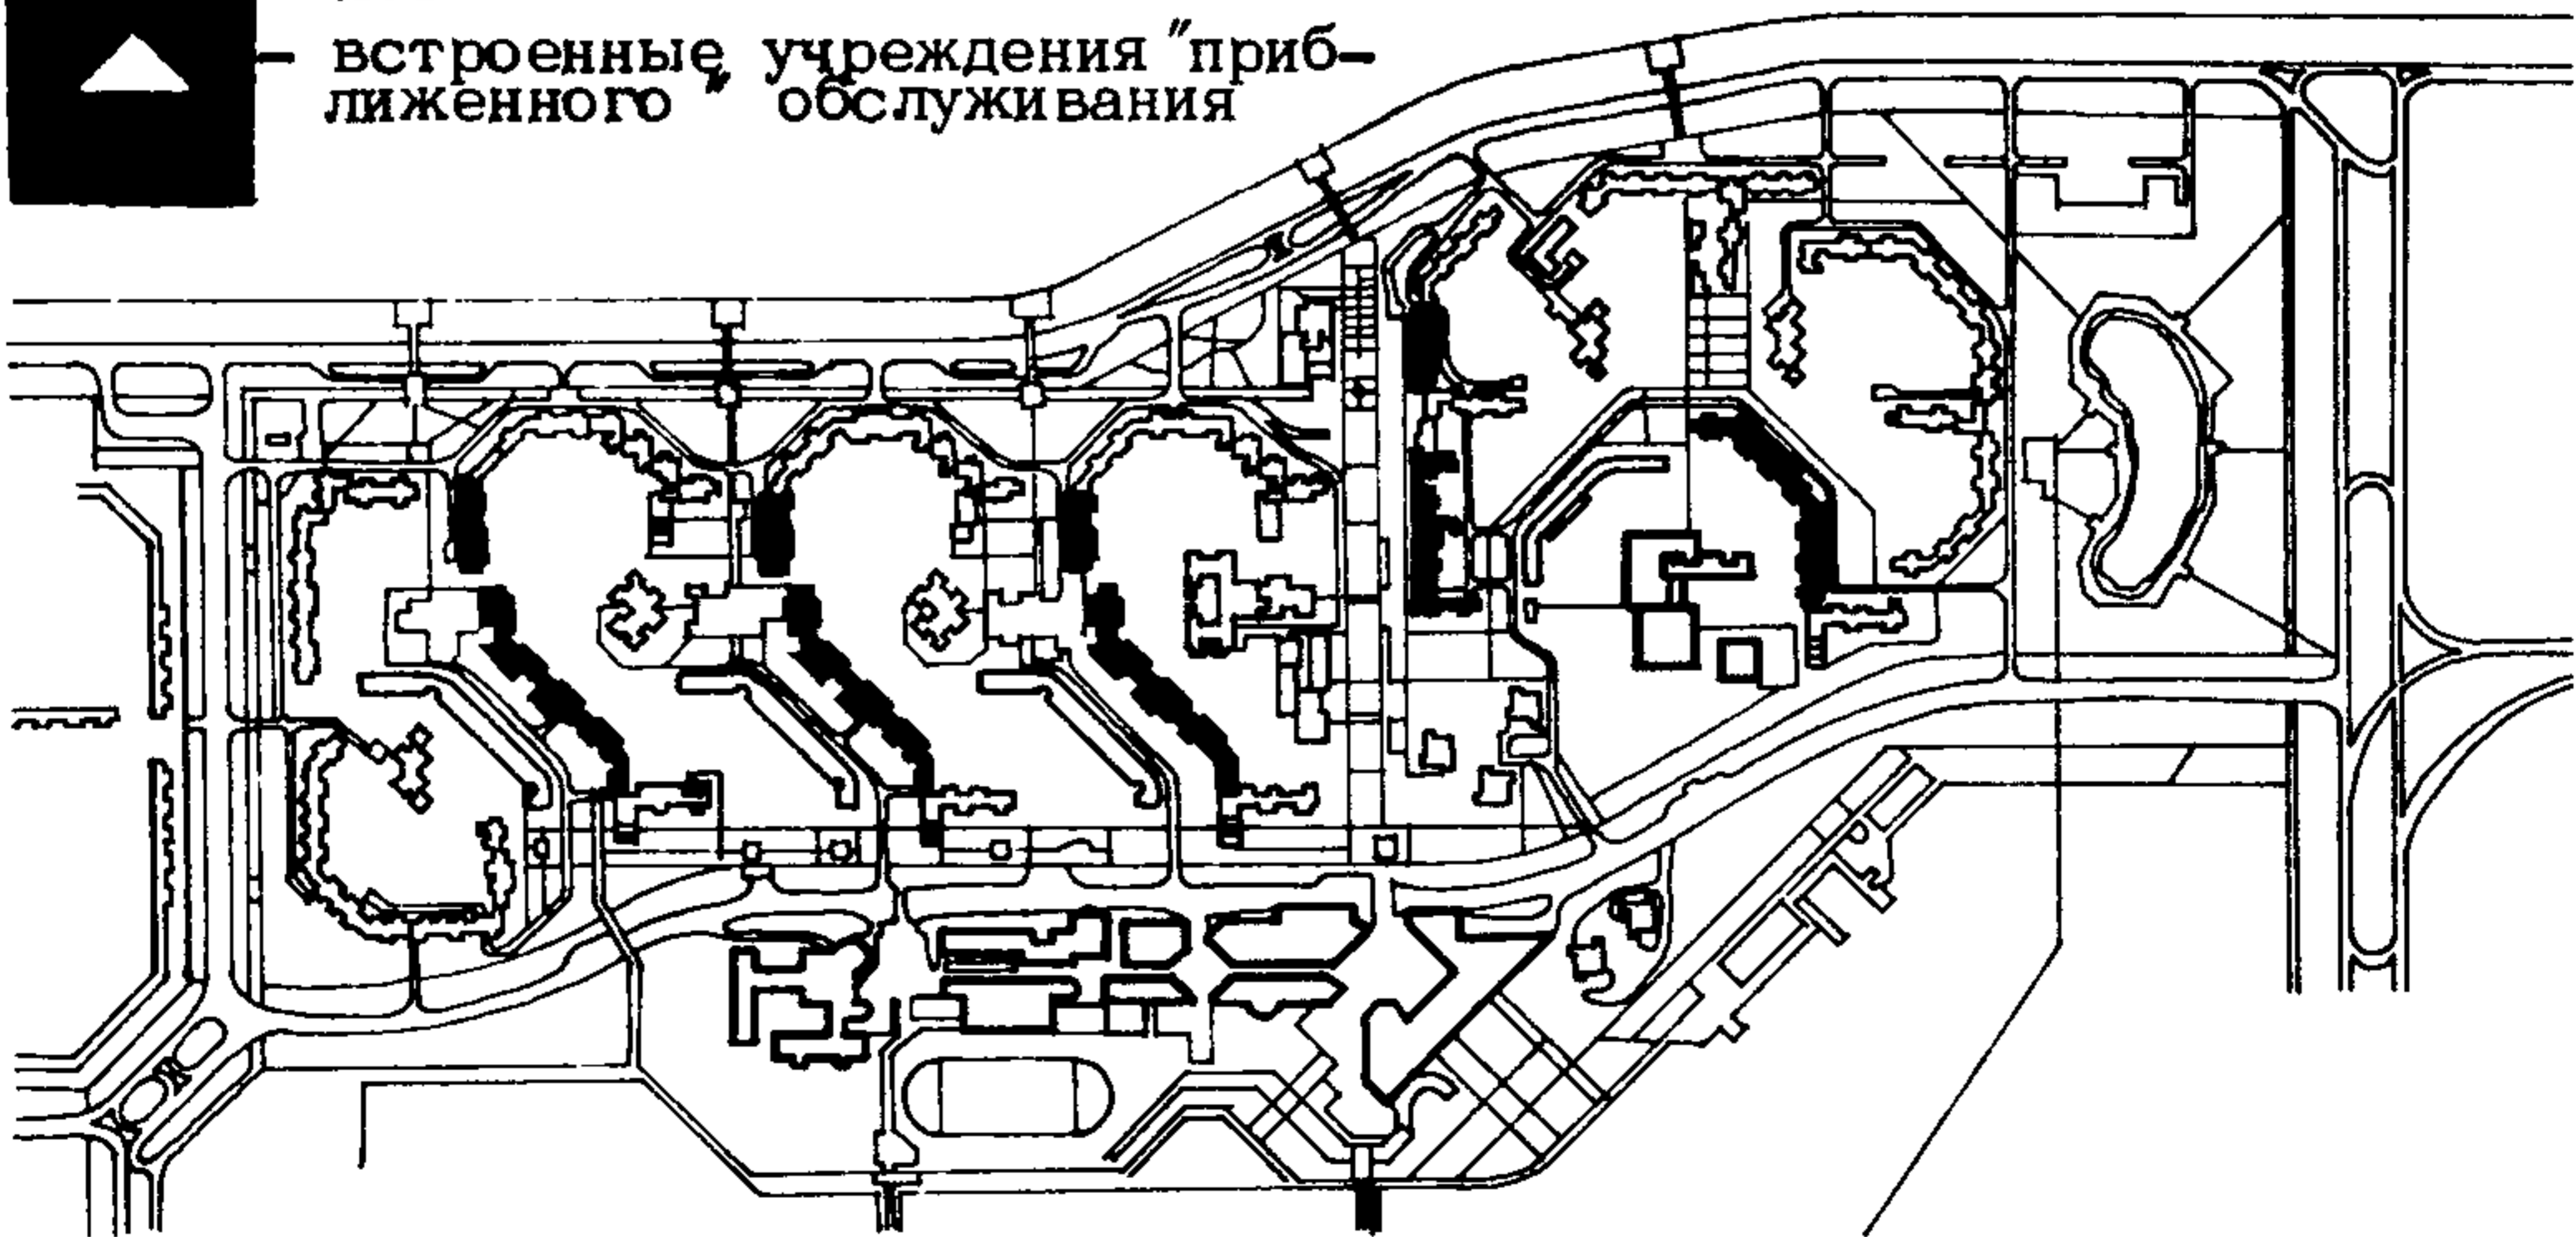 — встроенные учреждения "приб-
лиженного" обслуживания